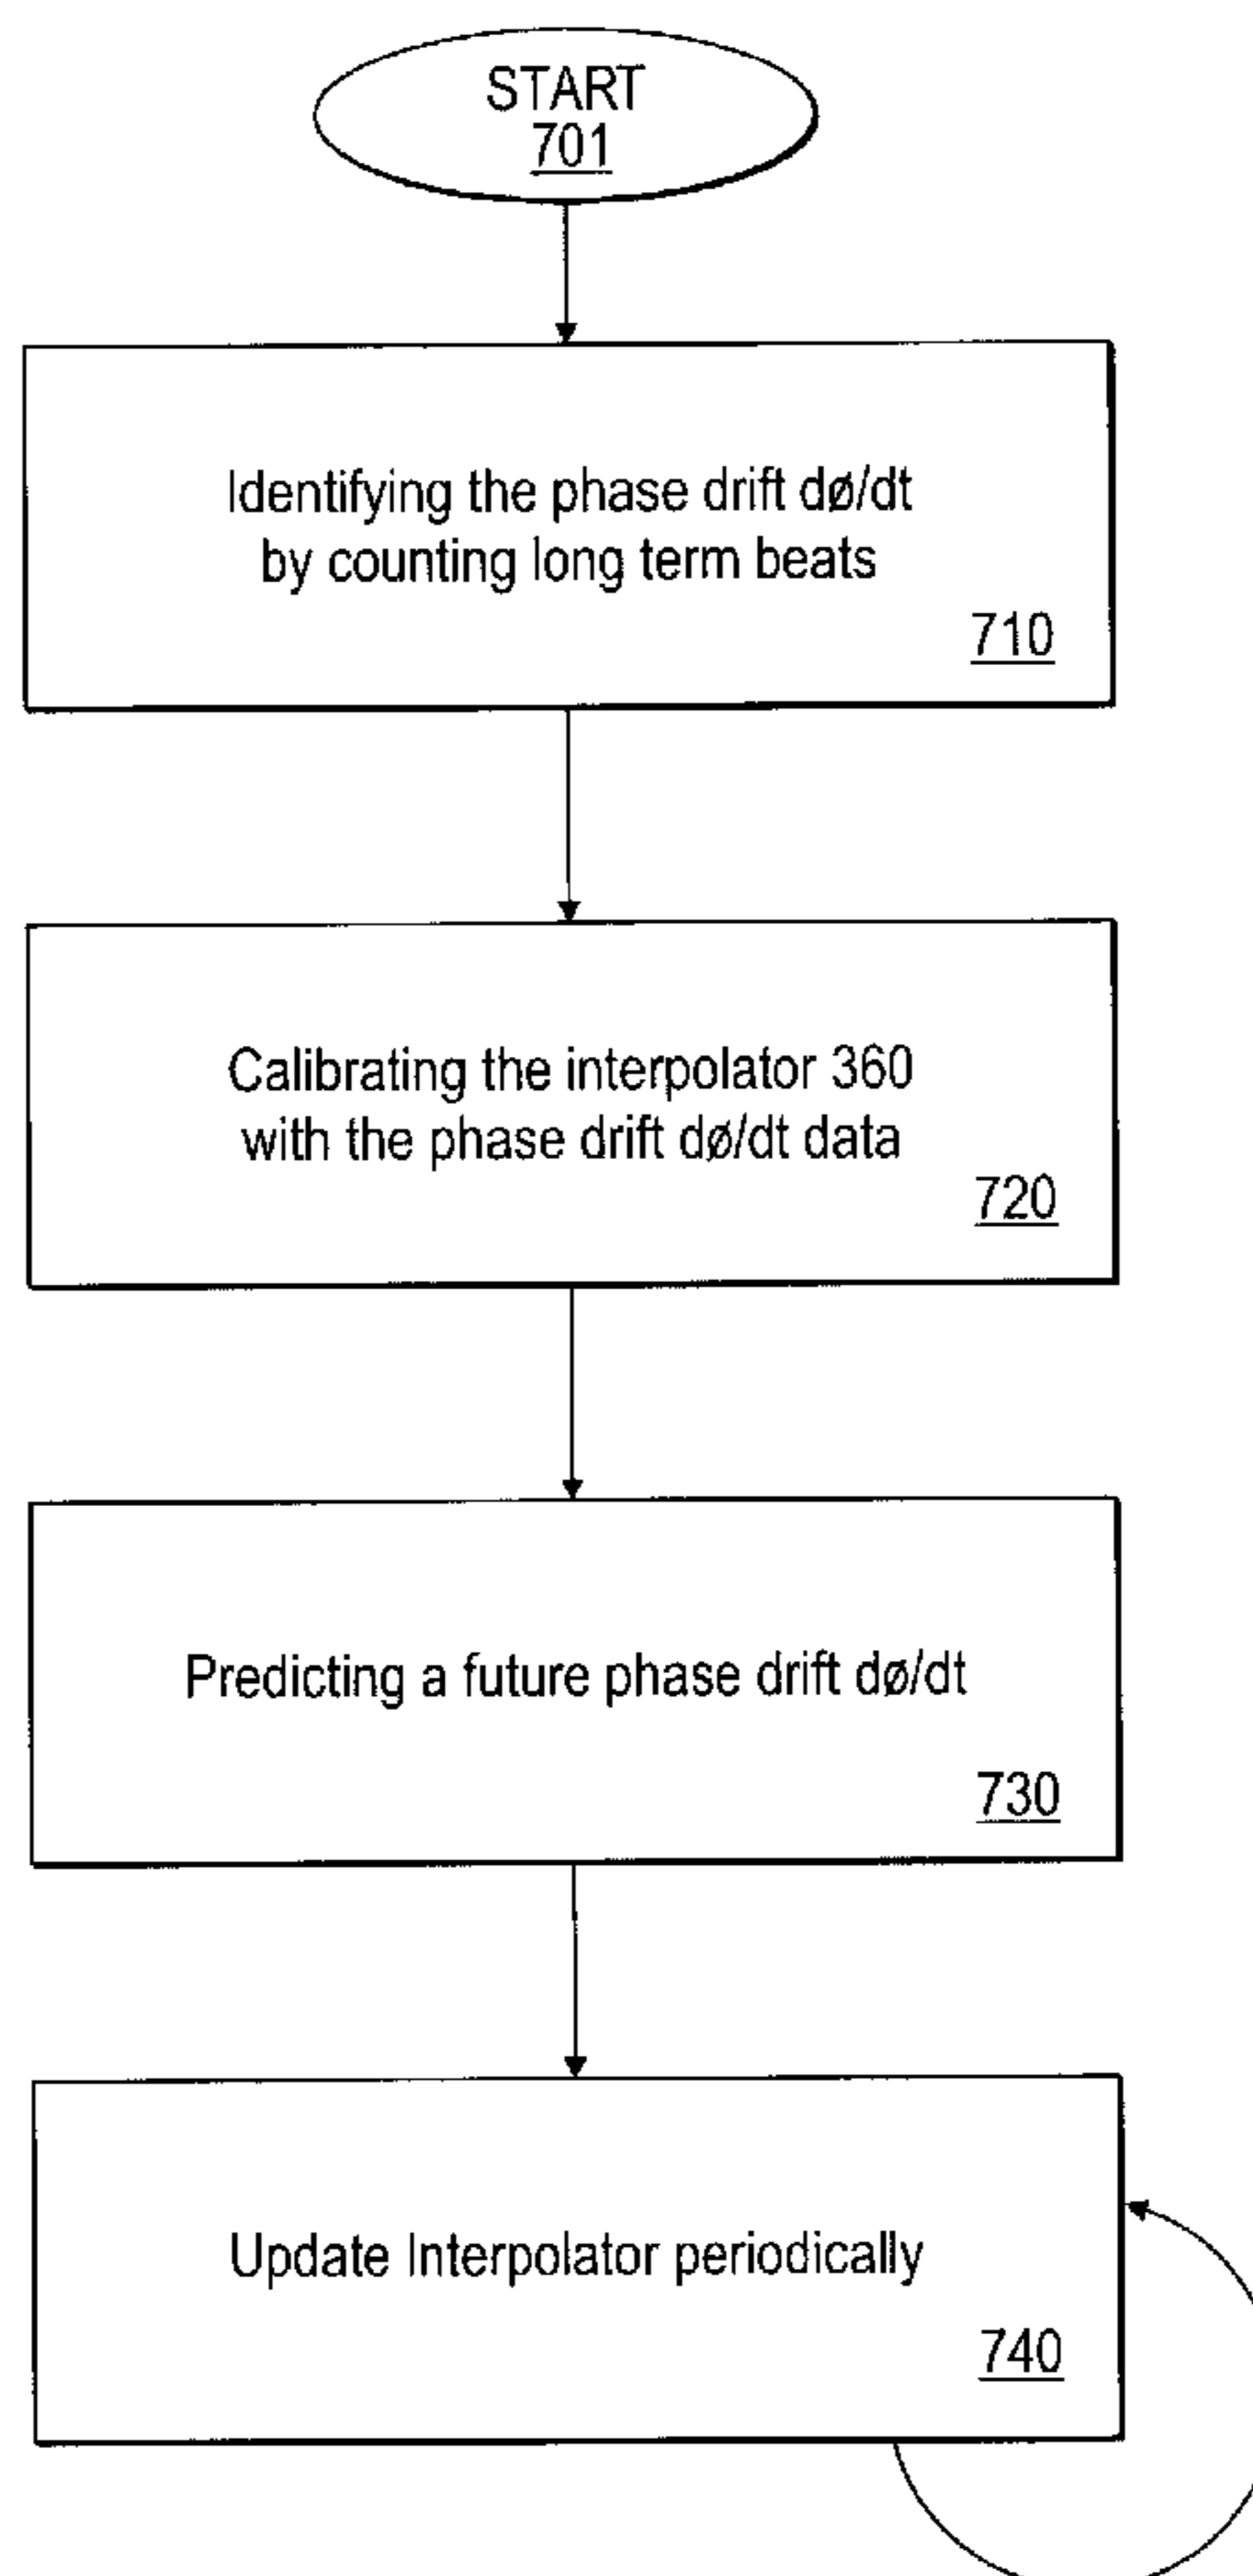 START
701
Identifying the phase drift dø/dt
by counting long term beats
710
Calibrating the interpolator 360
with the phase drift dø/dt data
720
Predicting a future phase drift dø/dt
730
Update Interpolator periodically
740